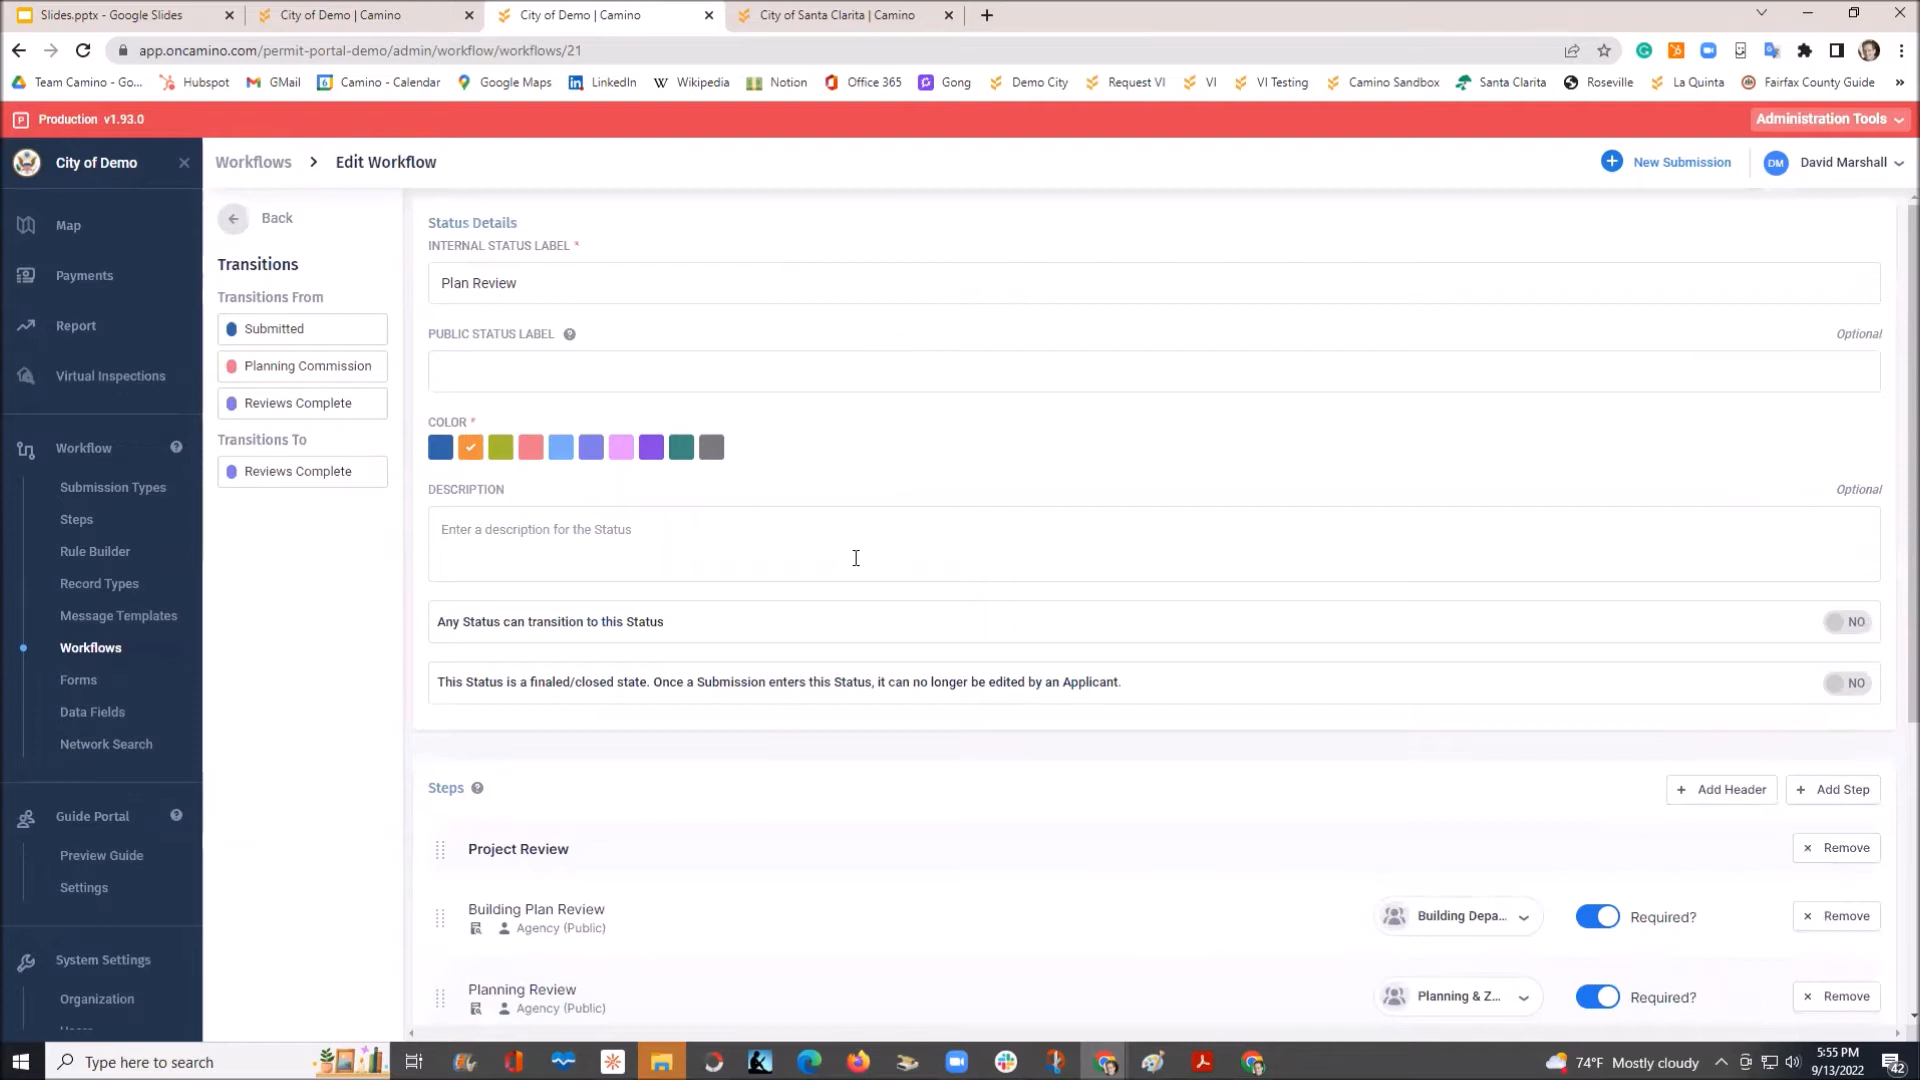 Slides.pptx - Google Slides
City of Demo | Camino
City of Demo | Camino
City of Santa Clarita | Camino
app.oncamino.com/permit-portal-demo/admin/workflow/workflows/21
Team Camino - Go...
Hubspot
GMail
Camino - Calendar
Google Maps
LinkedIn
Wikipedia
Notion
Office 365
Gong
Demo City
Request VI
VI
VI Testing
Camino Sandbox
Santa Clarita
Roseville
La Quinta
Fairfax County Guide
»
P Production v1.93.0
Administration Tools
City of Demo
Workflows > Edit Workflow
New Submission
DM David Marshall
Map
Payments
Report
Virtual Inspections
Workflow ?
Submission Types
Steps
Rule Builder
Record Types
Message Templates
Workflows
Forms
Data Fields
Network Search
Guide Portal ?
Preview Guide
Settings
System Settings
Organization
Back
Transitions
Transitions From
Submitted
Planning Commission
Reviews Complete
Transitions To
Reviews Complete
Status Details
INTERNAL STATUS LABEL *
Plan Review
PUBLIC STATUS LABEL ?
Optional
COLOR *
DESCRIPTION
Optional
Enter a description for the Status
Any Status can transition to this Status
NO
This Status is a finaled/closed state. Once a Submission enters this Status, it can no longer be edited by an Applicant.
NO
Steps ?
+ Add Header
+ Add Step
Project Review
× Remove
Building Plan Review
Agency (Public)
Building Depa...
Required?
× Remove
Planning Review
Agency (Public)
Planning & Z...
Required?
× Remove
Type here to search
74°F Mostly cloudy
5:55 PM
9/13/2022
42